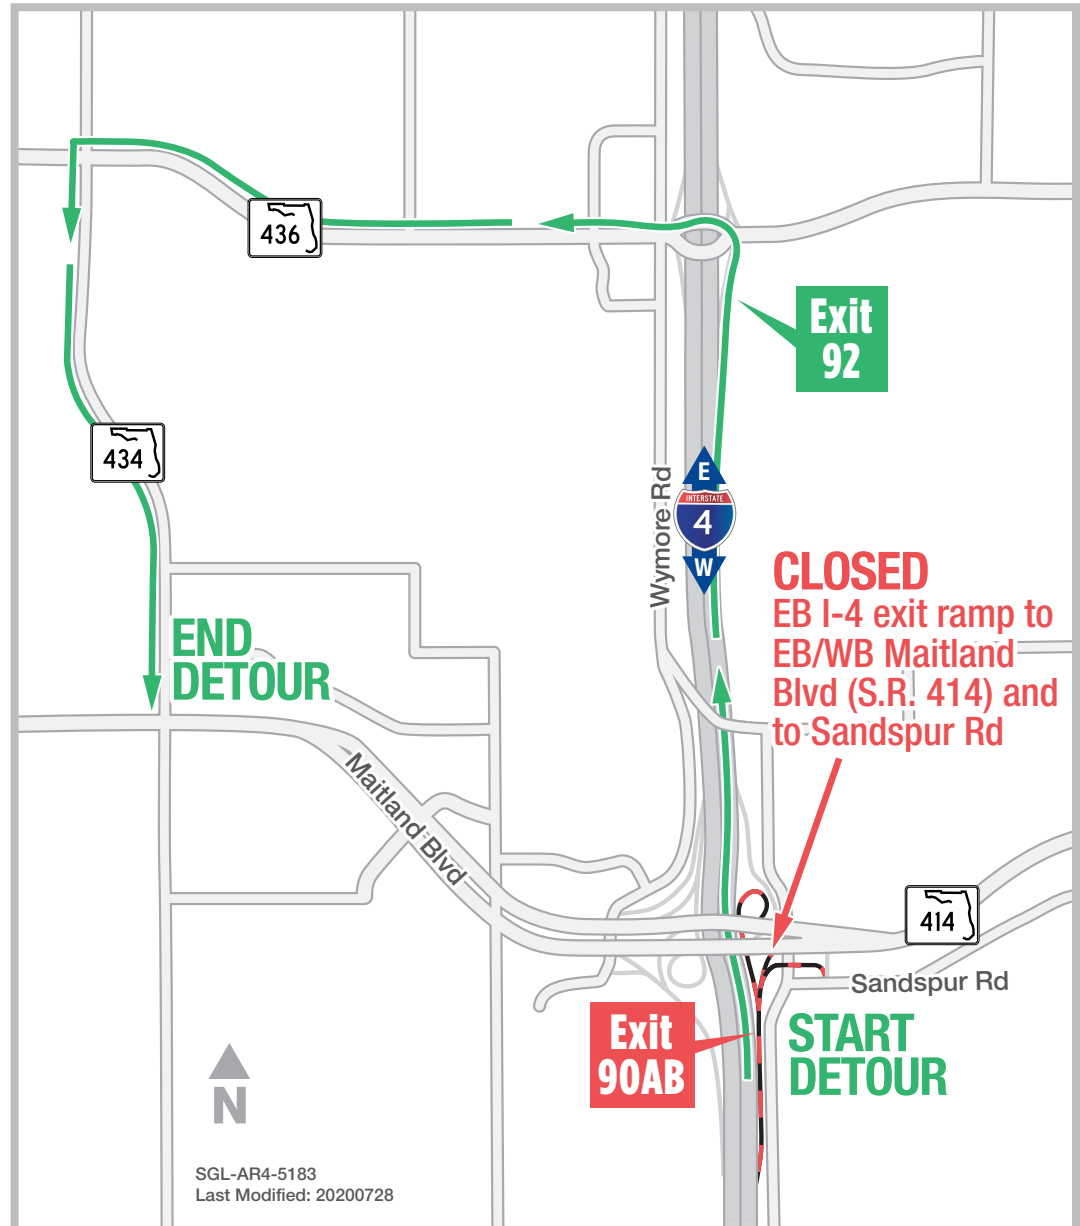 436
Exit
92
434
E
INTERSTATE
4
W
Wymore Rd
CLOSED
EB I-4 exit ramp to
EB/WB Maitland
Blvd (S.R. 414) and
to Sandspur Rd
END
DETOUR
Maitland Blvd
414
Sandspur Rd
Exit
90AB
START
DETOUR
N
SGL-AR4-5183
Last Modified: 20200728